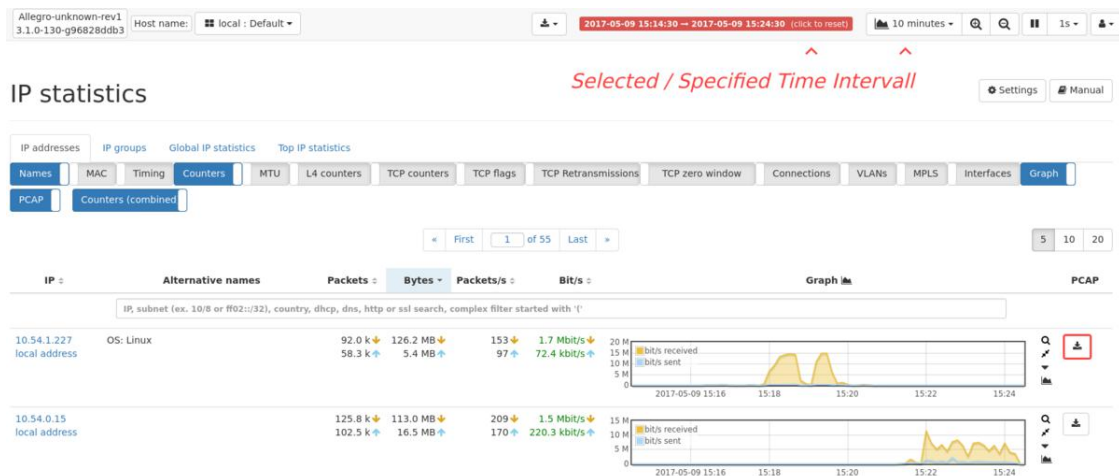 Allegro-unknown-rev1
3.1.0-130-g96828ddb3
Host name:
local : Default
2017-05-09 15:14:30 → 2017-05-09 15:24:30 (click to reset)
10 minutes
1s
Selected / Specified Time Intervall
IP statistics
Settings
Manual
IP addresses
IP groups
Global IP statistics
Top IP statistics
Names
MAC
Timing
Counters
MTU
L4 counters
TCP counters
TCP flags
TCP Retransmissions
TCP zero window
Connections
VLANs
MPLS
Interfaces
Graph
PCAP
Counters (combined
« First 1 of 55 Last »
5 10 20
IP Alternative names Packets Bytes Packets/s Bit/s Graph PCAP
IP, subnet (ex. 10/8 or ff02::/32), country, dhcp, dns, http or ssl search, complex filter started with '('
10.54.1.227 OS: Linux 92.0 k 126.2 MB 153 1.7 Mbit/s
local address 58.3 k 5.4 MB 97 72.4 kbit/s
20 M
15 M
10 M
5 M
0
bit/s received
bit/s sent
2017-05-09 15:16 15:18 15:20 15:22 15:24
10.54.0.15 125.8 k 113.0 MB 209 1.5 Mbit/s
local address 102.5 k 16.5 MB 170 220.3 kbit/s
15 M
10 M
5 M
0
bit/s received
bit/s sent
2017-05-09 15:16 15:18 15:20 15:22 15:24